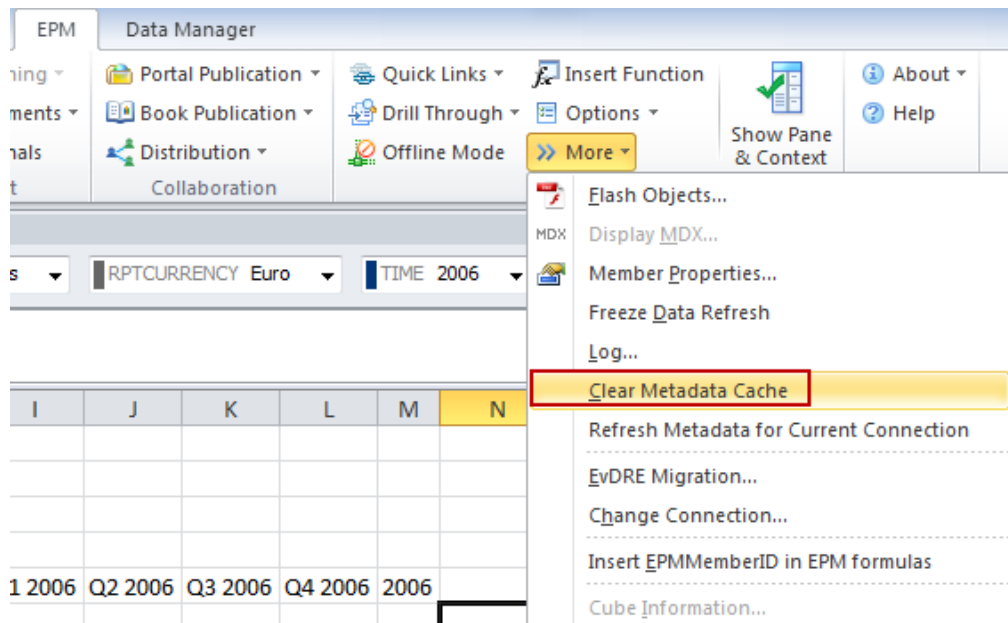 EPM Data Manager
Portal Publication Quick Links Insert Function About
Book Publication Drill Through Options Help
Distribution Offline Mode More Show Pane & Context
Collaboration
Flash Objects...
MDX Display MDX...
RPTCURRENCY Euro TIME 2006
Member Properties...
Freeze Data Refresh
Log...
Clear Metadata Cache
I J K L M N
Refresh Metadata for Current Connection
EvDRE Migration...
Change Connection...
Insert EPMMemberID in EPM formulas
1 2006 Q2 2006 Q3 2006 Q4 2006 2006
Cube Information...